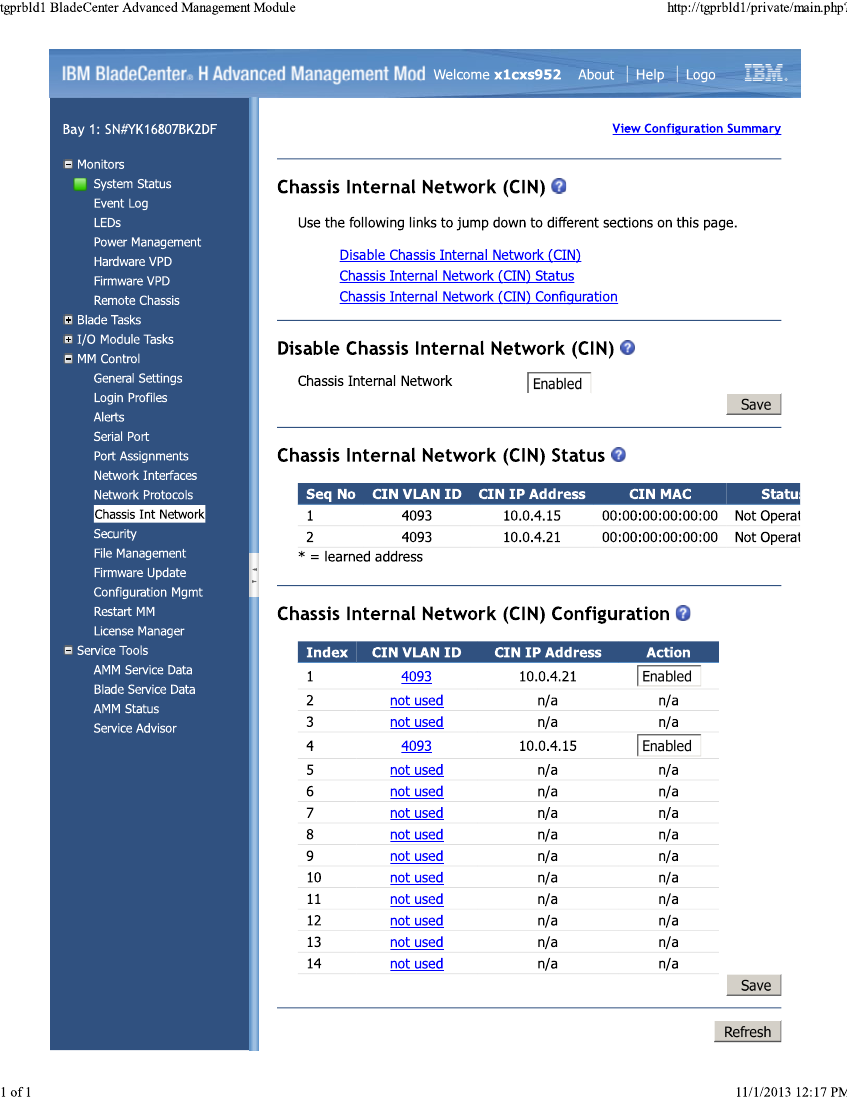 tgprbld1 BladeCenter Advanced Management Module http://tgprbld1/private/main.php?
IBM BladeCenter® H Advanced Management Mod Welcome x1cxs952 About Help Logo IBM.
Bay 1: SN#YK16807BK2DF
Monitors
System Status
Event Log
LEDs
Power Management
Hardware VPD
Firmware VPD
Remote Chassis
Blade Tasks
I/O Module Tasks
MM Control
General Settings
Login Profiles
Alerts
Serial Port
Port Assignments
Network Interfaces
Network Protocols
Chassis Int Network
Security
File Management
Firmware Update
Configuration Mgmt
Restart MM
License Manager
Service Tools
AMM Service Data
Blade Service Data
AMM Status
Service Advisor
View Configuration Summary
Chassis Internal Network (CIN) ?
Use the following links to jump down to different sections on this page.
Disable Chassis Internal Network (CIN)
Chassis Internal Network (CIN) Status
Chassis Internal Network (CIN) Configuration
Disable Chassis Internal Network (CIN) ?
Chassis Internal Network Enabled
Save
Chassis Internal Network (CIN) Status ?
Seq No CIN VLAN ID CIN IP Address CIN MAC Statu
1 4093 10.0.4.15 00:00:00:00:00:00 Not Operat
2 4093 10.0.4.21 00:00:00:00:00:00 Not Operat
* = learned address
Chassis Internal Network (CIN) Configuration ?
Index CIN VLAN ID CIN IP Address Action
1 4093 10.0.4.21 Enabled
2 not used n/a n/a
3 not used n/a n/a
4 4093 10.0.4.15 Enabled
5 not used n/a n/a
6 not used n/a n/a
7 not used n/a n/a
8 not used n/a n/a
9 not used n/a n/a
10 not used n/a n/a
11 not used n/a n/a
12 not used n/a n/a
13 not used n/a n/a
14 not used n/a n/a
Save
Refresh
1 of 1 11/1/2013 12:17 PM